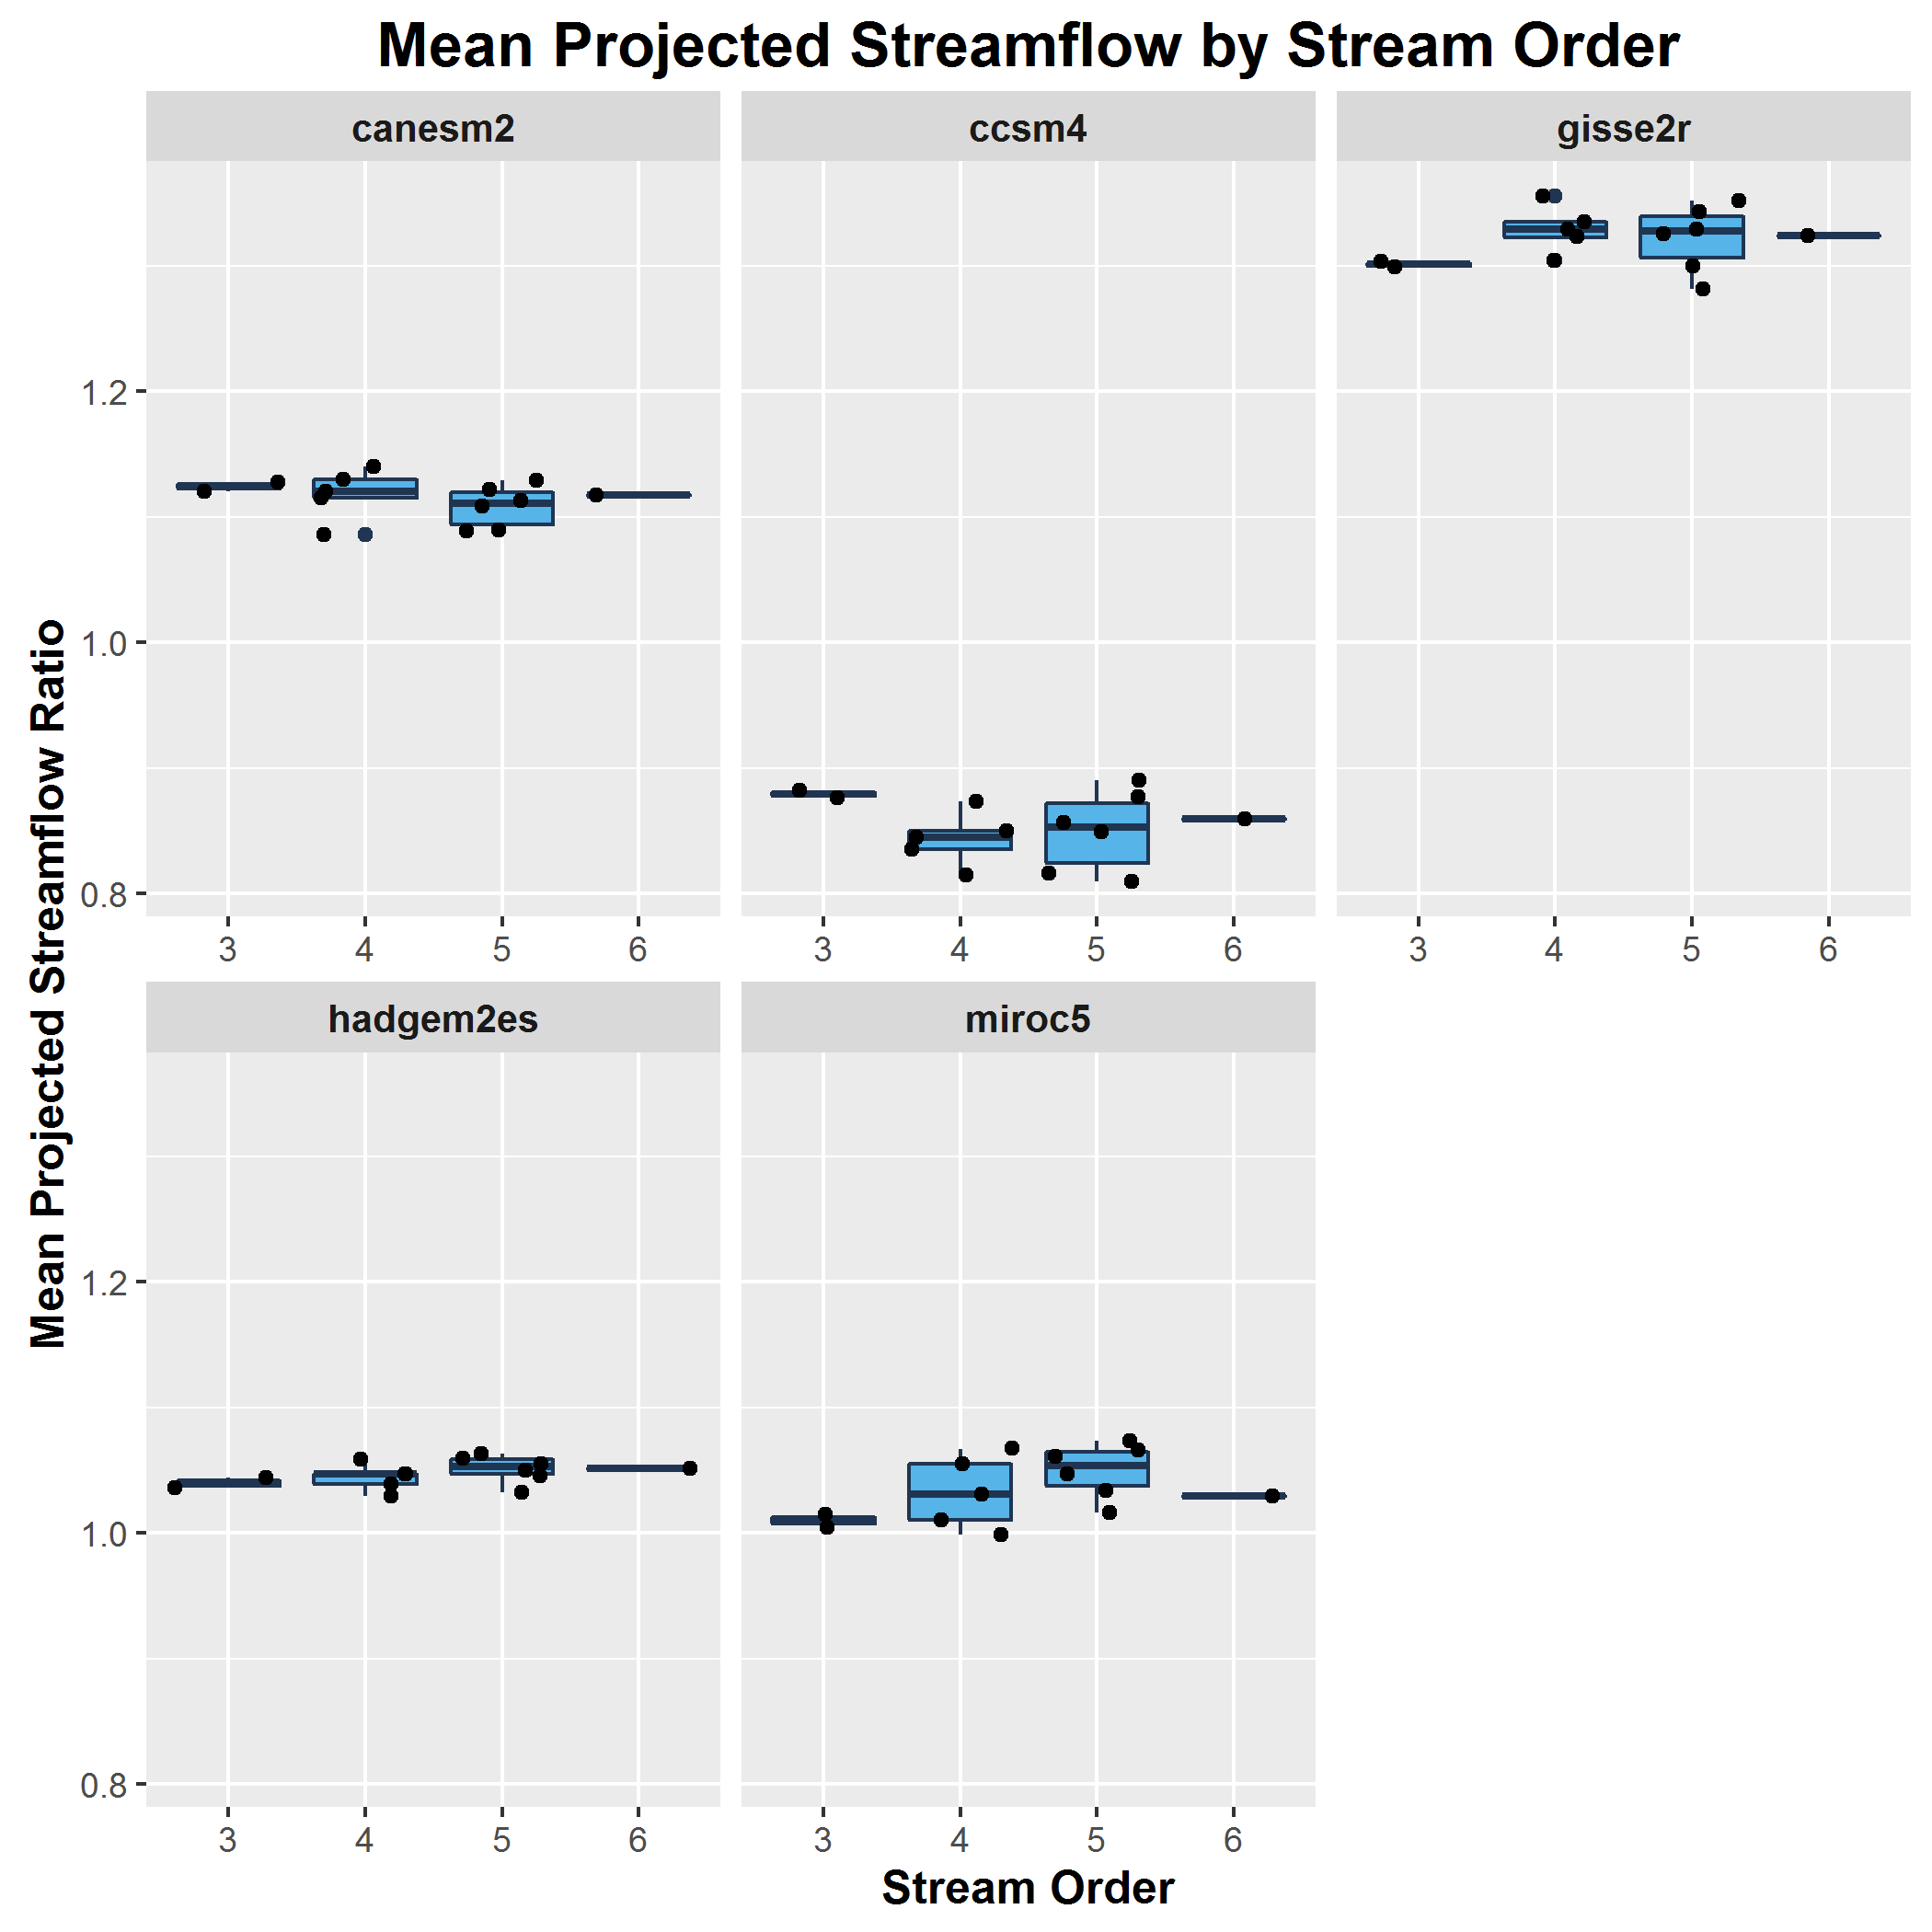 Mean Projected Streamflow by Stream Order
canesm2
ccsm4
gisse2r
Mean Projected Streamflow Ratio
1.2
1.0
0.8
3 4 5 6
3 4 5 6
3 4 5 6
hadgem2es
miroc5
1.2
1.0
0.8
3 4 5 6
3 4 5 6
Stream Order